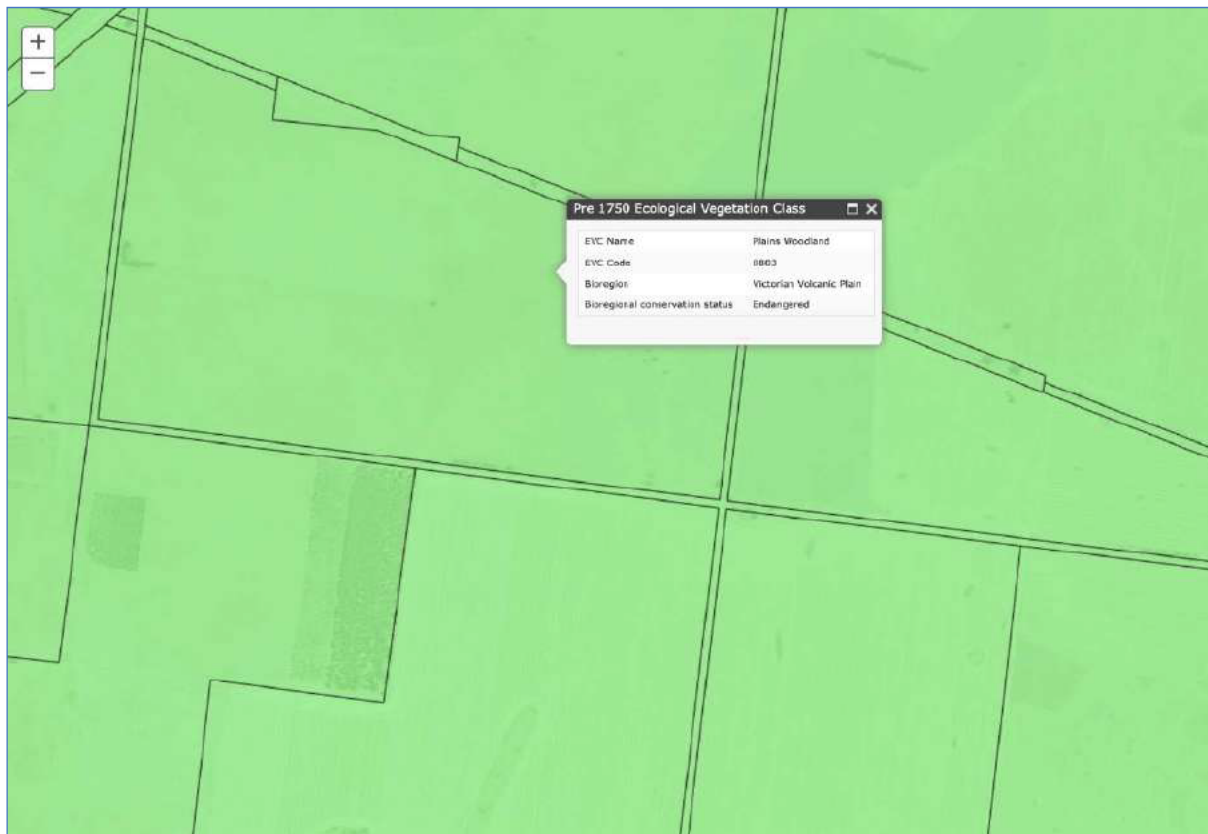 +
−
Pre 1750 Ecological Vegetation Class
EVC Name Plains Woodland
EVC Code 0803
Bioregion Victorian Volcanic Plain
Bioregional conservation status Endangered